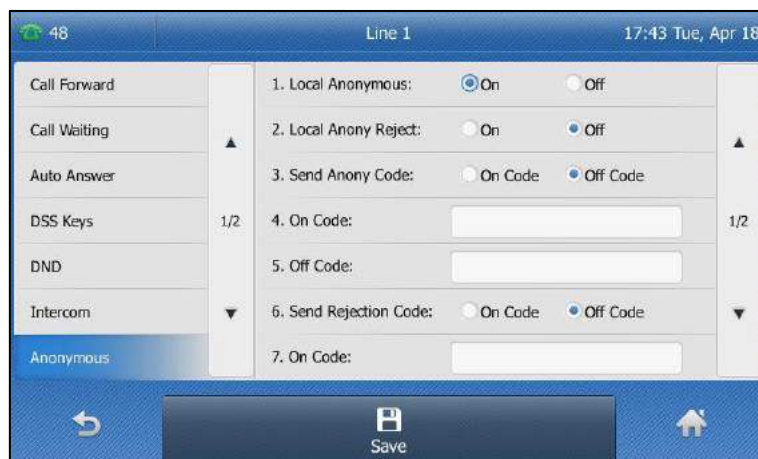 48 Line 1 17:43 Tue, Apr 18
Call Forward
Call Waiting
Auto Answer
DSS Keys
DND
Intercom
Anonymous
1/2
1. Local Anonymous: On Off
2. Local Anony Reject: On Off
3. Send Anony Code: On Code Off Code
4. On Code:
5. Off Code:
6. Send Rejection Code: On Code Off Code
7. On Code:
1/2
Save